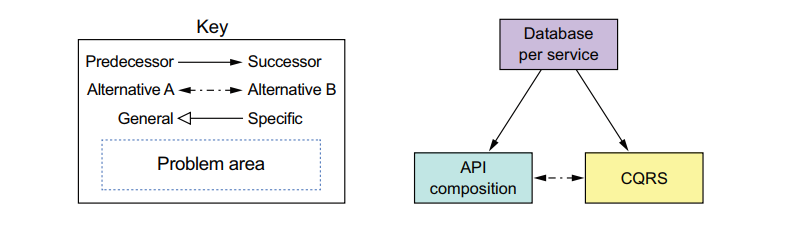 Key
Predecessor Successor
Alternative A Alternative B
General Specific
Problem area
Database
per service
API
composition
CQRS